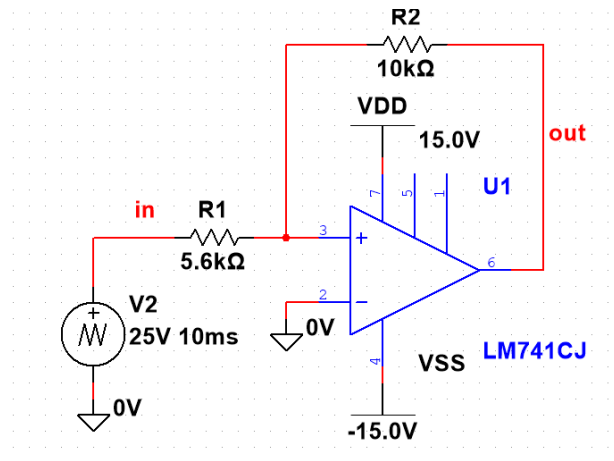 R2
10kΩ
VDD
15.0V
out
7
5
1
U1
in
R1
5.6kΩ
3
+
6
2
−
0V
V2
+
25V 10ms
0V
4
VSS
LM741CJ
-15.0V